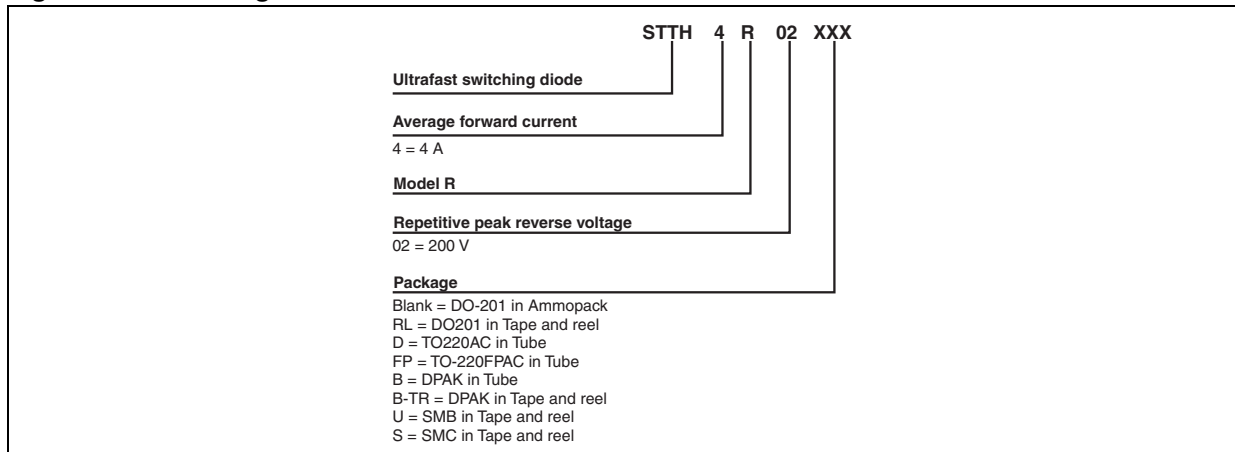 STTH 4 R 02 XXX
Ultrafast switching diode
Average forward current
4 = 4 A
Model R
Repetitive peak reverse voltage
02 = 200 V
Package
Blank = DO-201 in Ammopack
RL = DO201 in Tape and reel
D = TO220AC in Tube
FP = TO-220FPAC in Tube
B = DPAK in Tube
B-TR = DPAK in Tape and reel
U = SMB in Tape and reel
S = SMC in Tape and reel